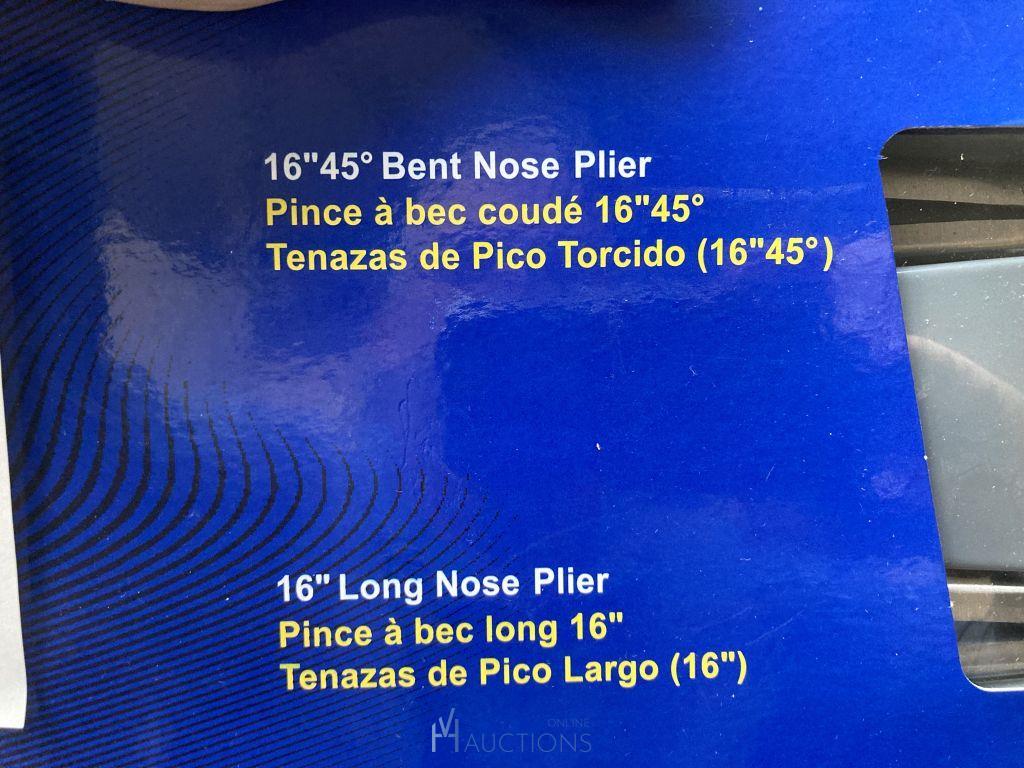 16"45° Bent Nose Plier
Pince à bec coudé 16"45°
Tenazas de Pico Torcido (16"45°)
16" Long Nose Plier
Pince à bec long 16"
Tenazas de Pico Largo (16")
ONLINE
AUCTIONS